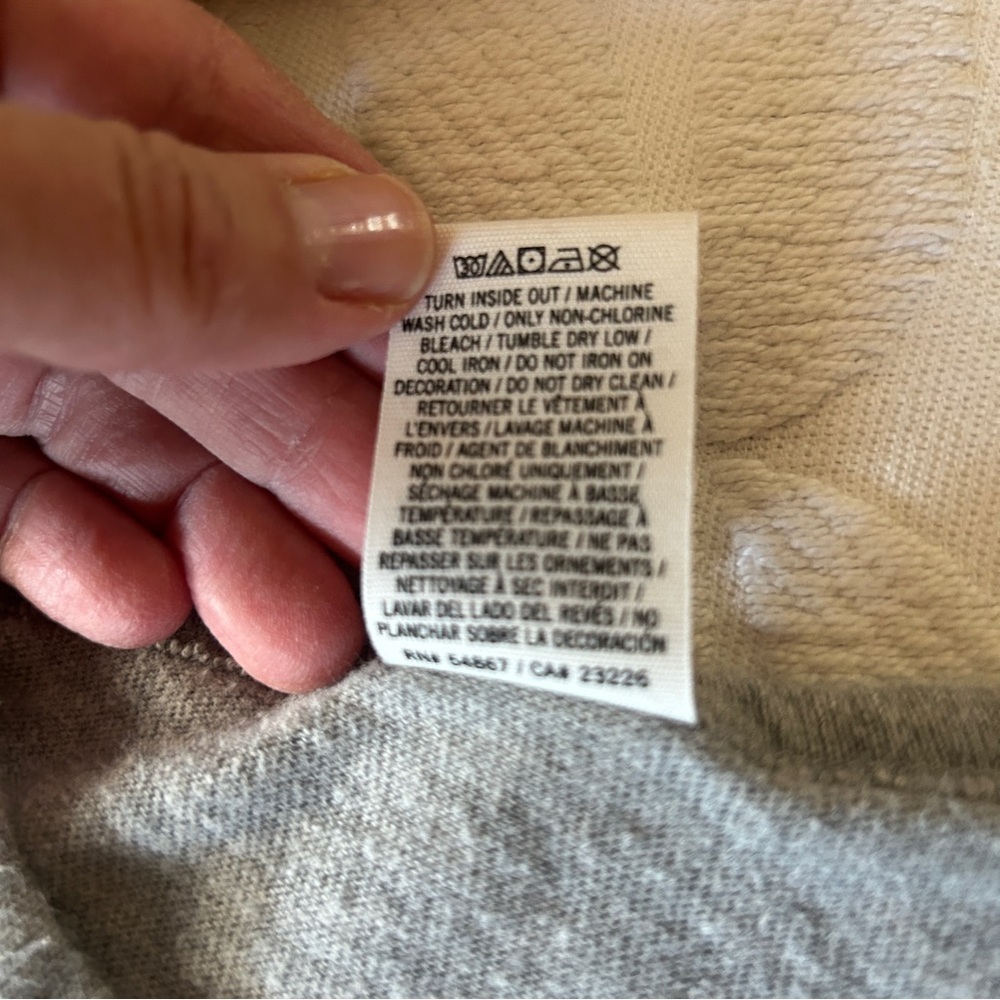 30
TURN INSIDE OUT / MACHINE
WASH COLD / ONLY NON-CHLORINE
BLEACH / TUMBLE DRY LOW /
COOL IRON / DO NOT IRON ON
DECORATION / DO NOT DRY CLEAN /
RETOURNER LE VÊTEMENT À
L'ENVERS / LAVAGE MACHINE À
FROID / AGENT DE BLANCHIMENT
NON CHLORÉ UNIQUEMENT /
SÉCHAGE MACHINE À BASSE
TEMPÉRATURE / REPASSAGE À
BASSE TEMPÉRATURE / NE PAS
REPASSER SUR LES ORNEMENTS /
NETTOYAGE À SEC INTERDIT /
LAVAR DEL LADO DEL REVÉS / NO
PLANCHAR SOBRE LA DECORACIÓN
RN# 54867 / CA# 23226